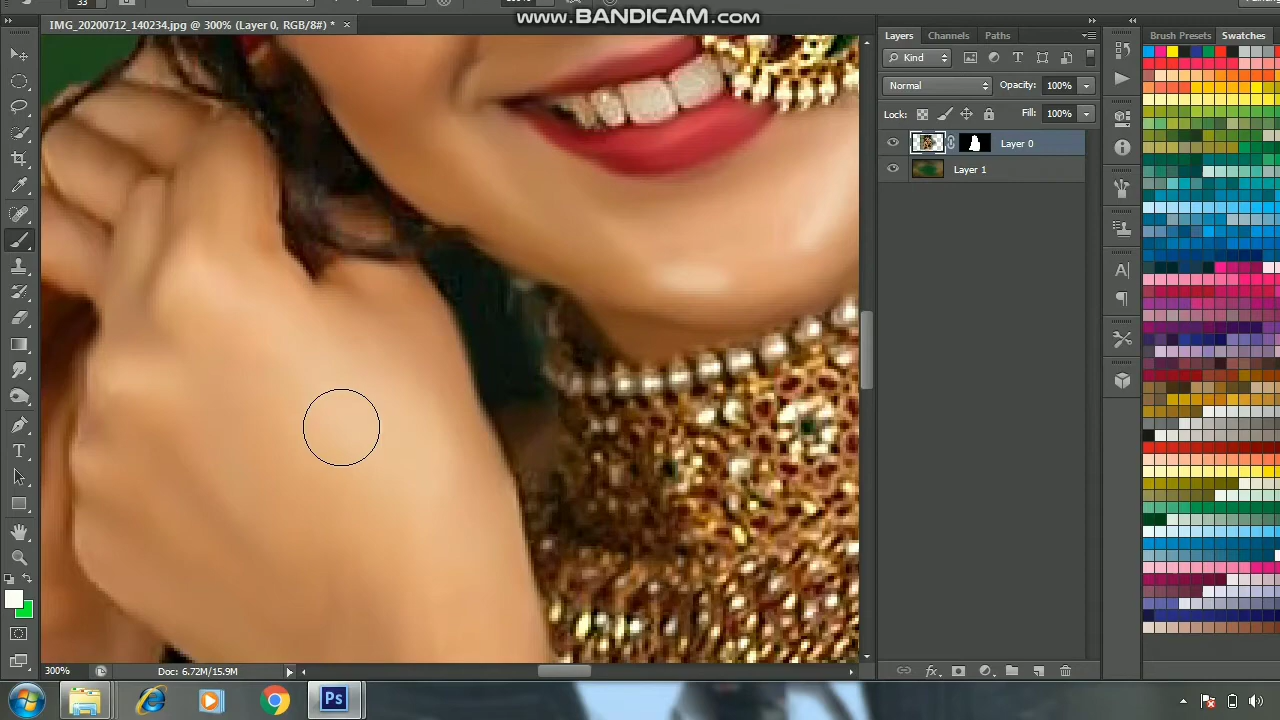 www.BANDICAM.com
33
IMG_20200712_140234.jpg @ 300% (Layer 0, RGB/8#) * ×
Layers Channels Paths
Brush Presets Swatches
Kind
Normal Opacity: 100%
Lock: Fill: 100%
Layer 0
Layer 1
300% Doc: 6.72M/15.9M